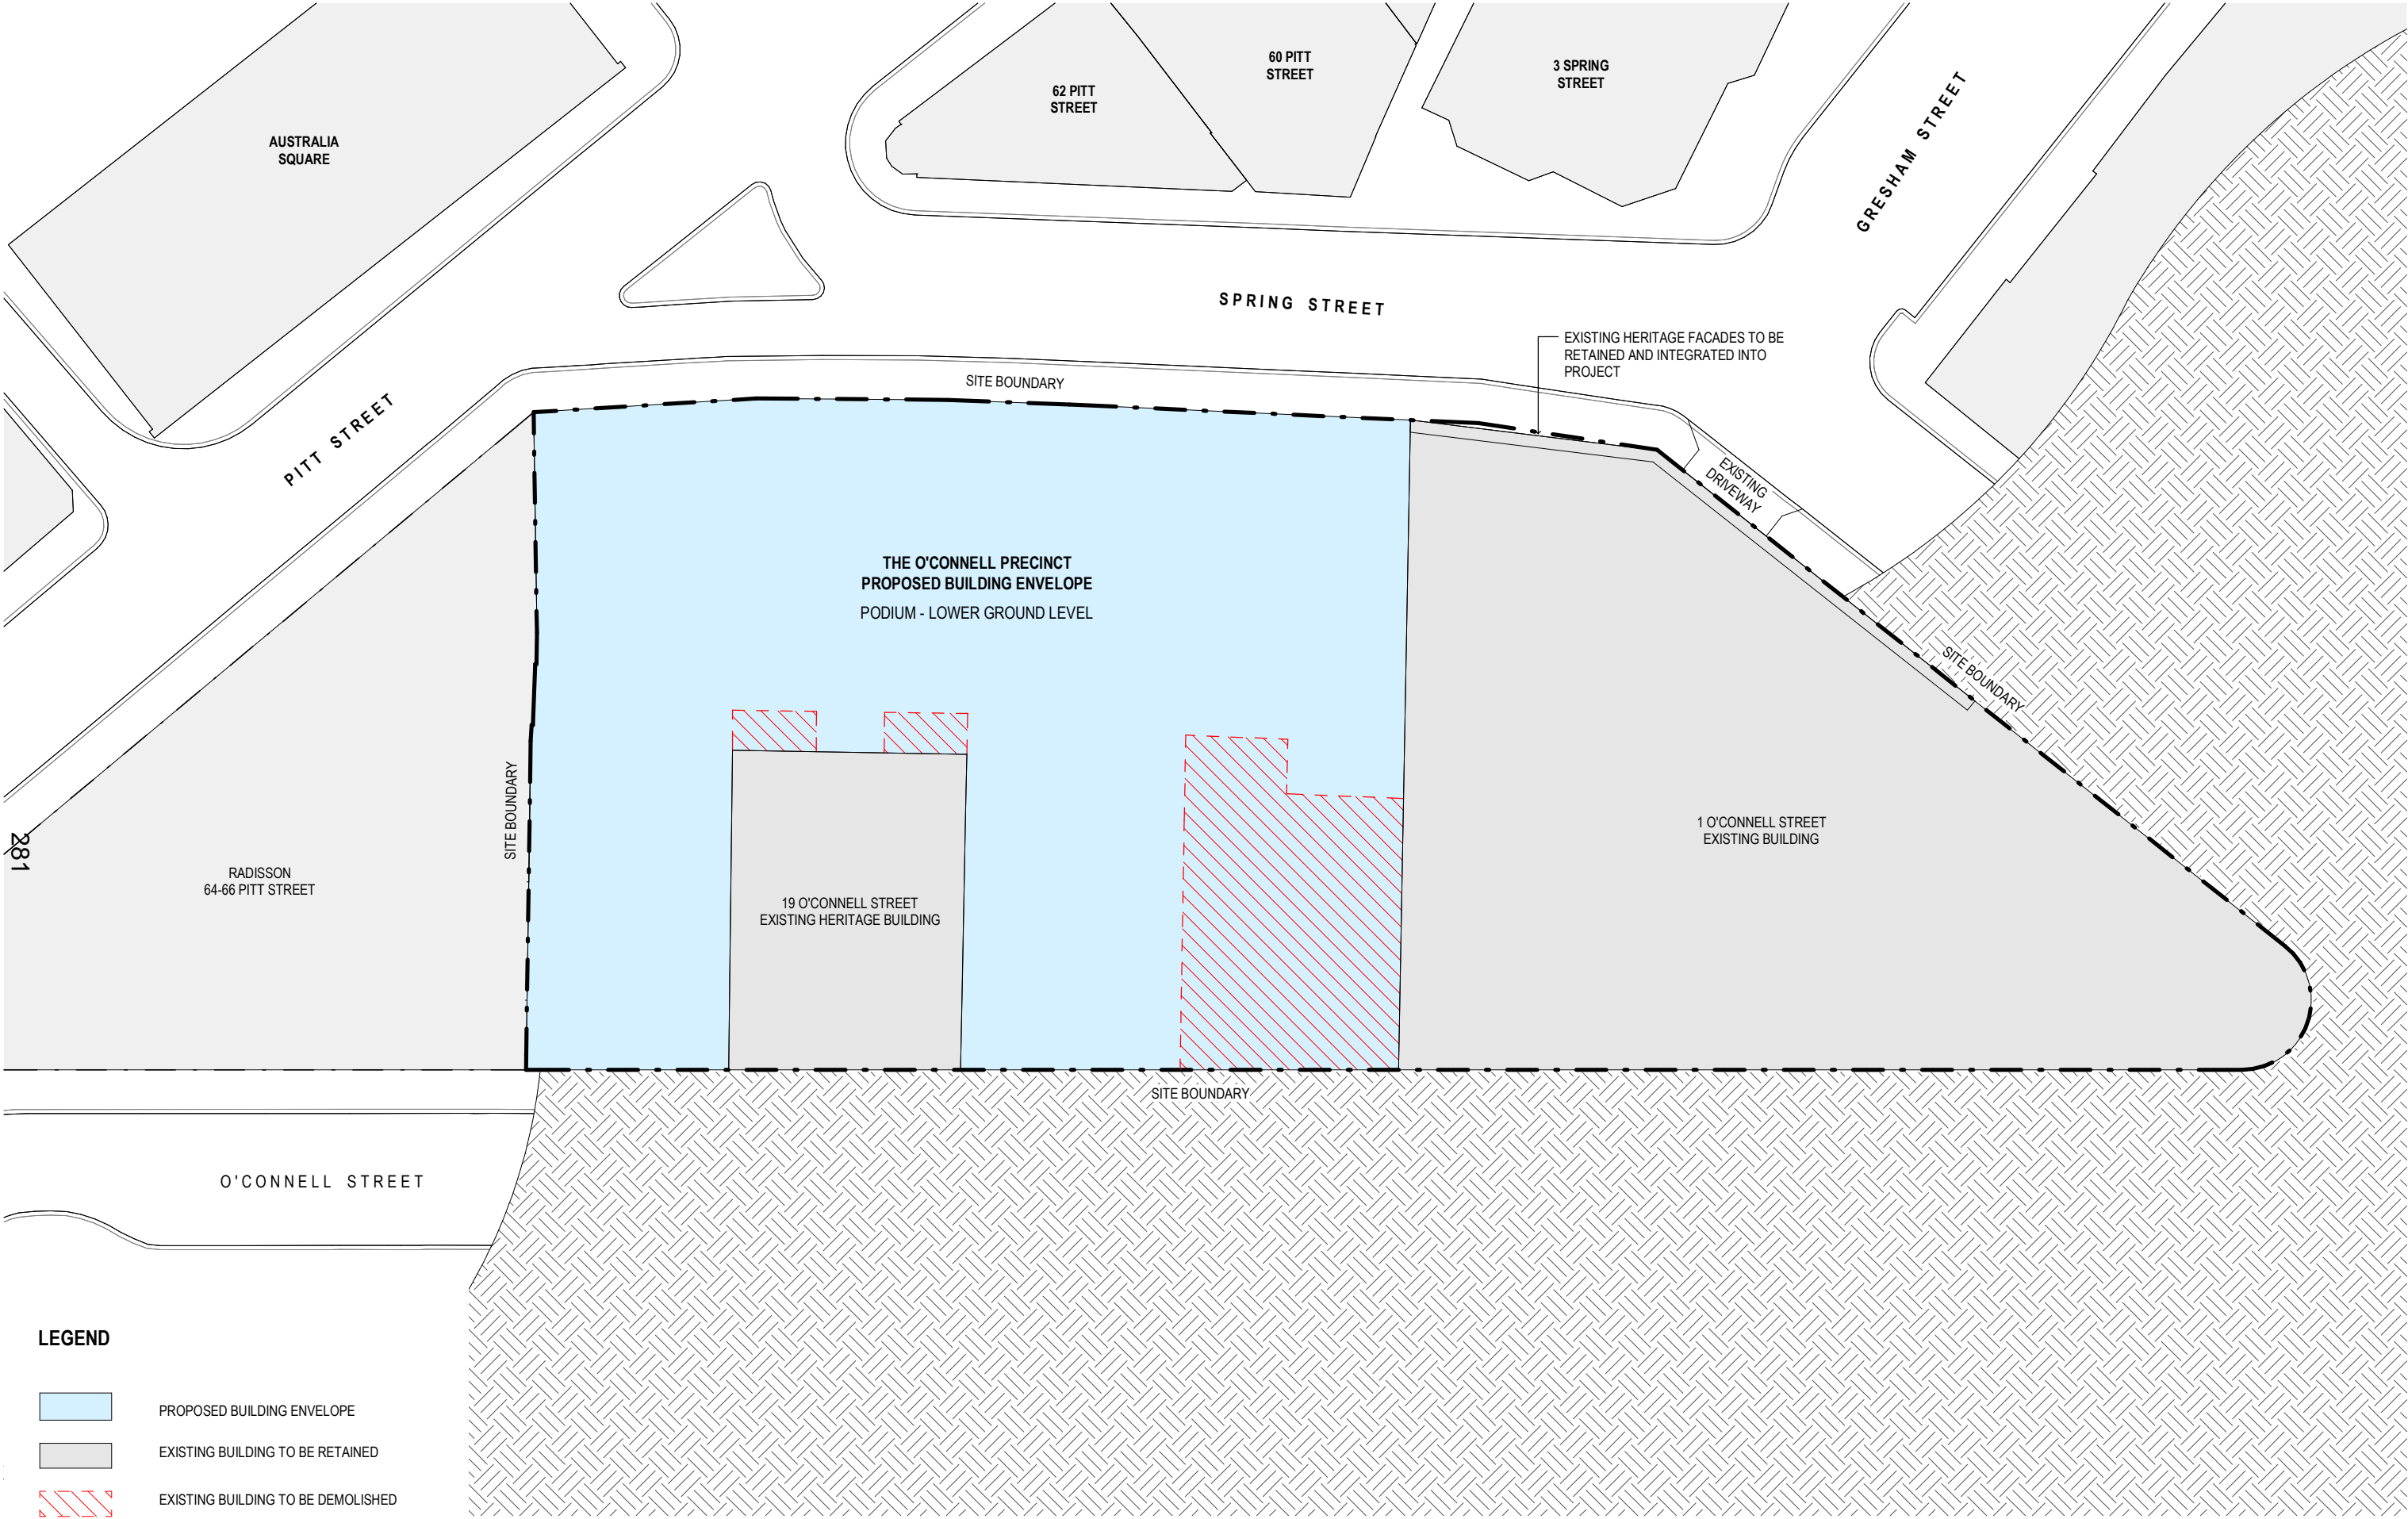 60 PITT
STREET
3 SPRING
STREET
62 PITT
STREET
AUSTRALIA
SQUARE
GRESHAM STREET
SPRING STREET
EXISTING HERITAGE FACADES TO BE
RETAINED AND INTEGRATED INTO
PROJECT
SITE BOUNDARY
PITT STREET
EXISTING
DRIVEWAY
THE O'CONNELL PRECINCT
PROPOSED BUILDING ENVELOPE
PODIUM - LOWER GROUND LEVEL
SITE BOUNDARY
SITE BOUNDARY
1 O'CONNELL STREET
EXISTING BUILDING
281
RADISSON
64-66 PITT STREET
19 O'CONNELL STREET
EXISTING HERITAGE BUILDING
SITE BOUNDARY
O'CONNELL STREET
LEGEND
PROPOSED BUILDING ENVELOPE
EXISTING BUILDING TO BE RETAINED
EXISTING BUILDING TO BE DEMOLISHED